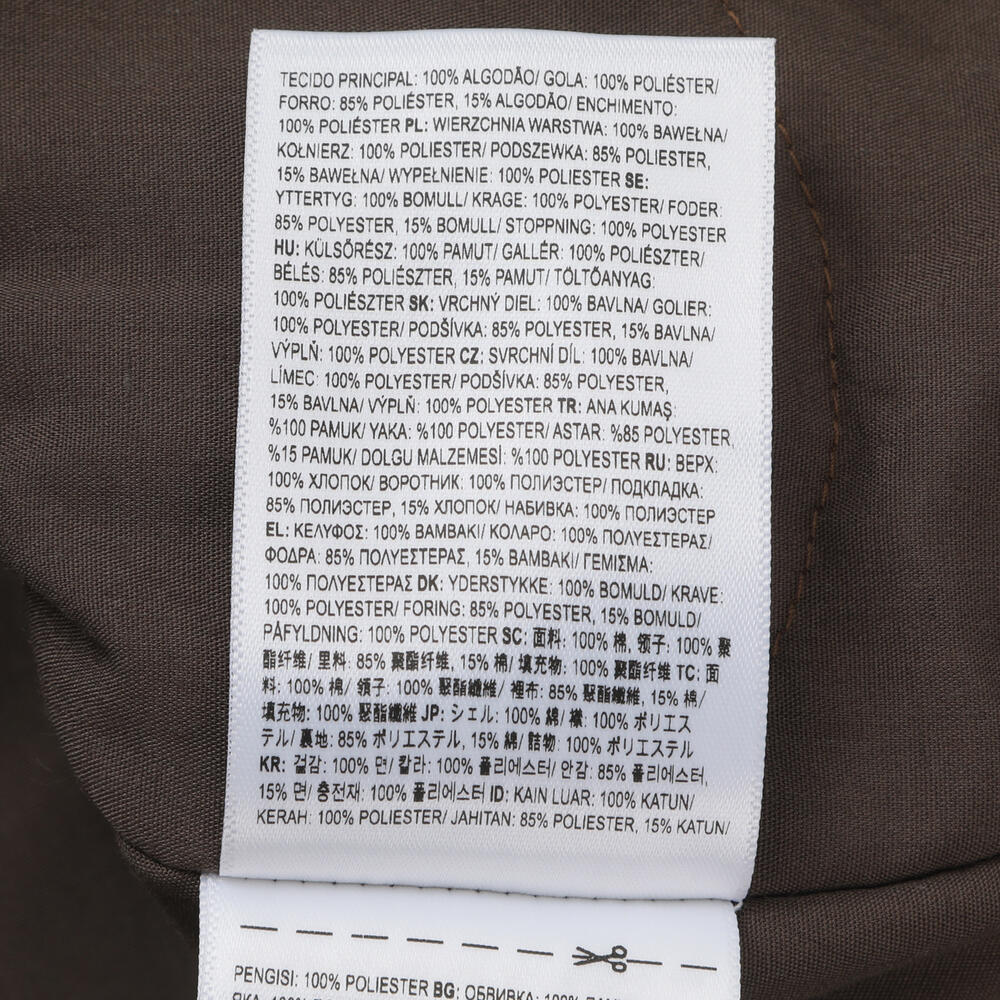 TECIDO PRINCIPAL: 100% ALGODÃO/ GOLA: 100% POLIÉSTER/
FORRO: 85% POLIÉSTER, 15% ALGODÃO/ ENCHIMENTO:
100% POLIÉSTER PL: WIERZCHNIA WARSTWA: 100% BAWEŁNA/
KOŁNIERZ: 100% POLIESTER/ PODSZEWKA: 85% POLIESTER,
15% BAWEŁNA/ WYPEŁNIENIE: 100% POLIESTER SE:
YTTERTYG: 100% BOMULL/ KRAGE: 100% POLYESTER/ FODER:
85% POLYESTER, 15% BOMULL/ STOPPNING: 100% POLYESTER
HU: KÜLSŐRÉSZ: 100% PAMUT/ GALLÉR: 100% POLIÉSZTER/
BÉLÉS: 85% POLIÉSZTER, 15% PAMUT/ TÖLTŐANYAG:
100% POLIÉSZTER SK: VRCHNÝ DIEL: 100% BAVLNA/ GOLIER:
100% POLYESTER/ PODŠÍVKA: 85% POLYESTER, 15% BAVLNA/
VÝPLŇ: 100% POLYESTER CZ: SVRCHNÍ DÍL: 100% BAVLNA/
LÍMEC: 100% POLYESTER/ PODŠÍVKA: 85% POLYESTER,
15% BAVLNA/ VÝPLŇ: 100% POLYESTER TR: ANA KUMAŞ:
%100 PAMUK/ YAKA: %100 POLYESTER/ ASTAR: %85 POLYESTER,
%15 PAMUK/ DOLGU MALZEMESİ: %100 POLYESTER RU: ВЕРХ:
100% ХЛОПОК/ ВОРОТНИК: 100% ПОЛИЭСТЕР/ ПОДКЛАДКА:
85% ПОЛИЭСТЕР, 15% ХЛОПОК/ НАБИВКА: 100% ПОЛИЭСТЕР
EL: ΚΕΛΥΦΟΣ: 100% ΒΑΜΒΑΚΙ/ ΚΟΛΑΡΟ: 100% ΠΟΛΥΕΣΤΕΡΑΣ/
ΦΟΔΡΑ: 85% ΠΟΛΥΕΣΤΕΡΑΣ, 15% ΒΑΜΒΑΚΙ/ ΓΕΜΙΣΜΑ:
100% ΠΟΛΥΕΣΤΕΡΑΣ DK: YDERSTYKKE: 100% BOMULD/ KRAVE:
100% POLYESTER/ FORING: 85% POLYESTER, 15% BOMULD/
PÅFYLDNING: 100% POLYESTER SC: 面料: 100% 棉, 领子: 100% 聚
酯纤维/ 里料: 85% 聚酯纤维, 15% 棉/ 填充物: 100% 聚酯纤维 TC: 面
料: 100% 棉/ 領子: 100% 聚酯纖維/ 裡布: 85% 聚酯纖維, 15% 棉/
填充物: 100% 聚酯纖維 JP: シェル: 100% 綿/ 襟: 100% ポリエス
テル/ 裏地: 85% ポリエステル, 15% 綿/ 詰物: 100% ポリエステル
KR: 겉감: 100% 면/ 칼라: 100% 폴리에스터/ 안감: 85% 폴리에스터,
15% 면/ 충전재: 100% 폴리에스터 ID: KAIN LUAR: 100% KATUN/
KERAH: 100% POLIESTER/ JAHITAN: 85% POLIESTER, 15% KATUN/
PENGISI: 100% POLIESTER BG: ОБВИВКА: 100%